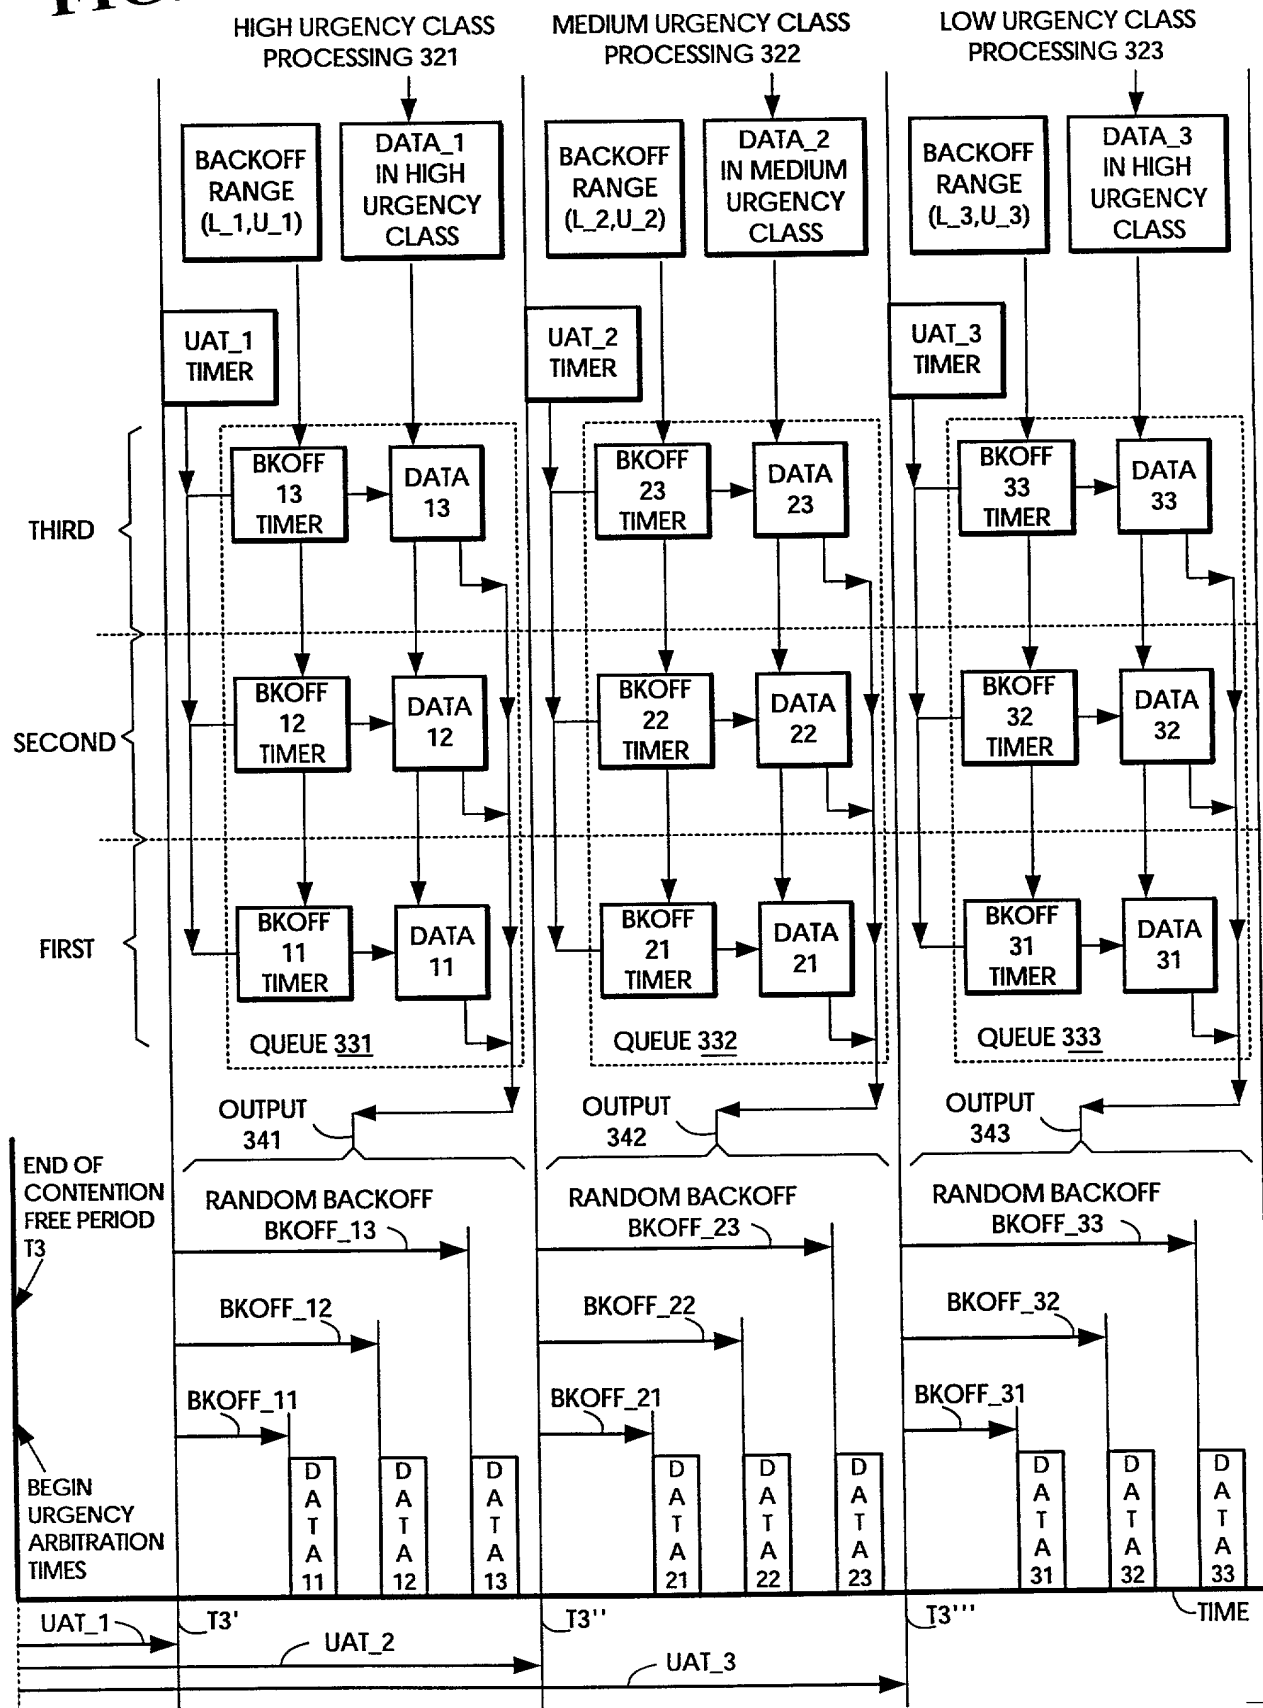 HIGH URGENCY CLASS
PROCESSING 321
MEDIUM URGENCY CLASS
PROCESSING 322
LOW URGENCY CLASS
PROCESSING 323
BACKOFF
RANGE
(L_1,U_1)
DATA_1
IN HIGH
URGENCY
CLASS
BACKOFF
RANGE
(L_2,U_2)
DATA_2
IN MEDIUM
URGENCY
CLASS
BACKOFF
RANGE
(L_3,U_3)
DATA_3
IN HIGH
URGENCY
CLASS
UAT_1
TIMER
UAT_2
TIMER
UAT_3
TIMER
THIRD
BKOFF
13
TIMER
DATA
13
BKOFF
23
TIMER
DATA
23
BKOFF
33
TIMER
DATA
33
SECOND
BKOFF
12
TIMER
DATA
12
BKOFF
22
TIMER
DATA
22
BKOFF
32
TIMER
DATA
32
FIRST
BKOFF
11
TIMER
DATA
11
BKOFF
21
TIMER
DATA
21
BKOFF
31
TIMER
DATA
31
QUEUE 331
QUEUE 332
QUEUE 333
OUTPUT
341
OUTPUT
342
OUTPUT
343
END OF
CONTENTION
FREE PERIOD
T3
RANDOM BACKOFF
BKOFF_13
RANDOM BACKOFF
BKOFF_23
RANDOM BACKOFF
BKOFF_33
BKOFF_12
BKOFF_22
BKOFF_32
BKOFF_11
BKOFF_21
BKOFF_31
BEGIN
URGENCY
ARBITRATION
TIMES
DATA
11
DATA
12
DATA
13
DATA
21
DATA
22
DATA
23
DATA
31
DATA
32
DATA
33
UAT_1
T3'
T3''
T3'''
TIME
UAT_2
UAT_3